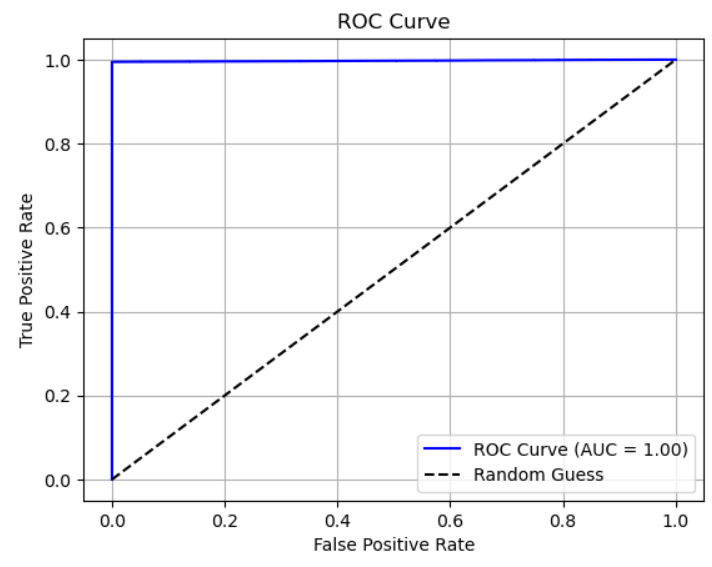 ROC Curve
True Positive Rate
1.0
0.8
0.6
0.4
0.2
0.0
ROC Curve (AUC = 1.00)
Random Guess
0.0 0.2 0.4 0.6 0.8 1.0
False Positive Rate